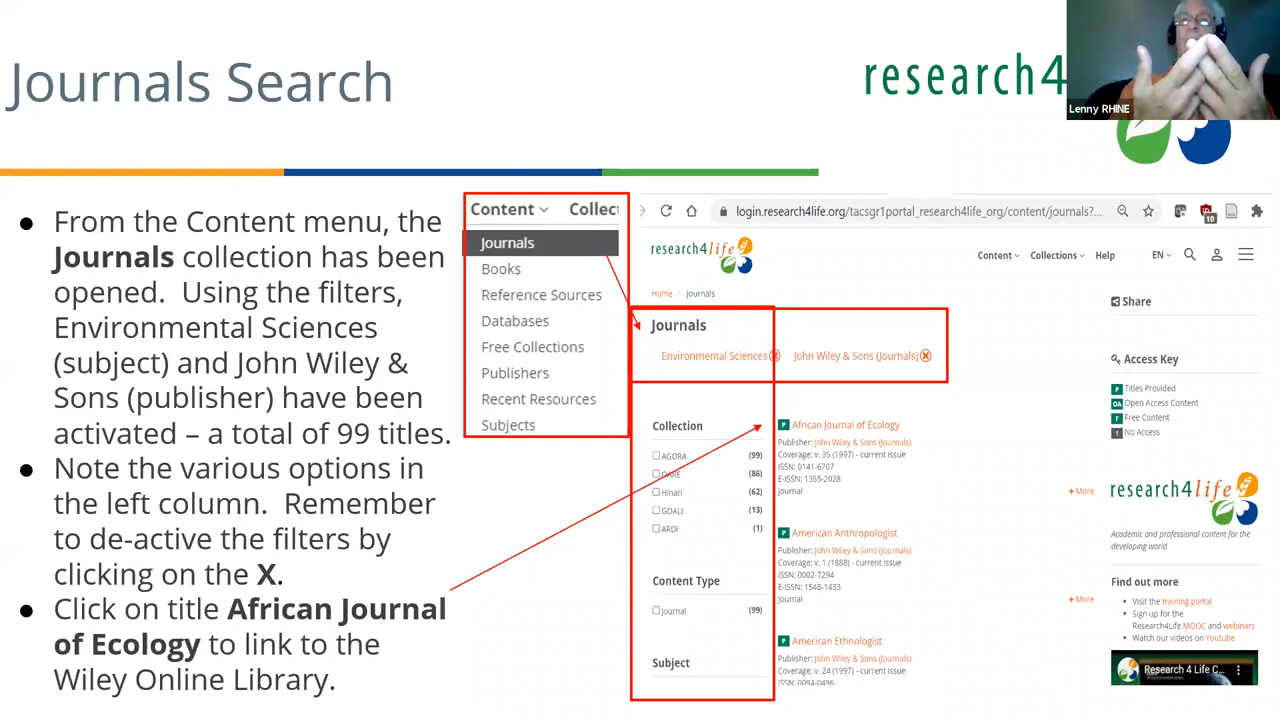 Journals Search
research4
Lenny RHINE
● From the Content menu, the
Journals collection has been
opened. Using the filters,
Environmental Sciences
(subject) and John Wiley &
Sons (publisher) have been
activated – a total of 99 titles.
● Note the various options in
the left column. Remember
to de-active the filters by
clicking on the X.
● Click on title African Journal
of Ecology to link to the
Wiley Online Library.
Content Collect
Journals
Books
Reference Sources
Databases
Free Collections
Publishers
Recent Resources
Subjects
login.research4life.org/tacsgr1portal_research4life_org/content/journals?...
10
research4life
Content Collections Help EN
Home / Journals
Journals
Environmental Sciences John Wiley & Sons (Journals)
Collection
AGORA (99)
OARE (86)
Hinari (62)
GOALI (13)
ARDI (1)
Content Type
Journal (99)
Subject
P African Journal of Ecology
Publisher: John Wiley & Sons (Journals)
Coverage: v. 35 (1997) - current issue
ISSN: 0141-6707
E-ISSN: 1365-2028
Journal
+ More
P American Anthropologist
Publisher: John Wiley & Sons (Journals)
Coverage: v. 1 (1888) - current issue
ISSN: 0002-7294
E-ISSN: 1548-1433
Journal
+ More
P American Ethnologist
Publisher: John Wiley & Sons (Journals)
Coverage: v. 24 (1997) - current issue
ISSN: 0094-0496
Share
Access Key
P Titles Provided
OA Open Access Content
F Free Content
No Access
research4life
Academic and professional content for the
developing world
Find out more
• Visit the training portal
• Sign up for the
Research4Life MOOC and webinars
• Watch our videos on Youtube
Research 4 Life C...